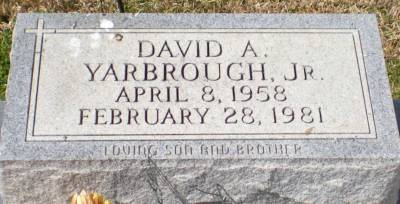 DAVID A.
YARBROUGH, JR.
APRIL 8, 1958
FEBRUARY 28, 1981
LOVING SON AND BROTHER